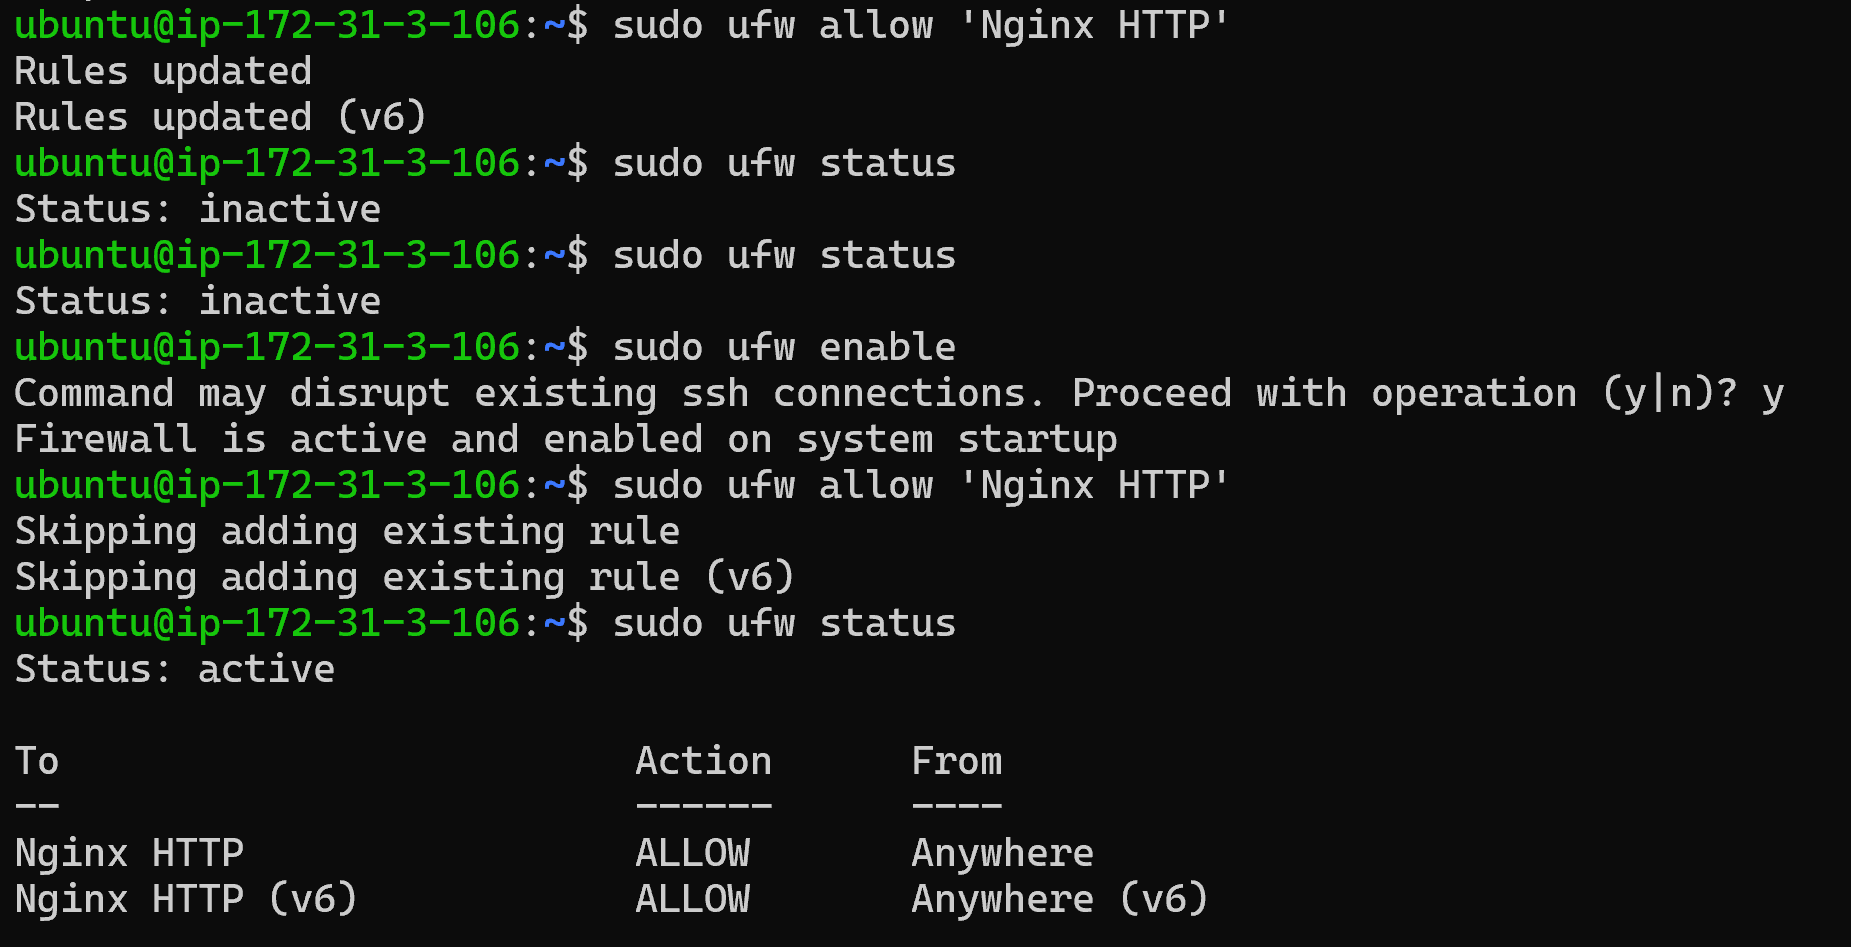 ubuntu@ip-172-31-3-106:~$ sudo ufw allow 'Nginx HTTP'
Rules updated
Rules updated (v6)
ubuntu@ip-172-31-3-106:~$ sudo ufw status
Status: inactive
ubuntu@ip-172-31-3-106:~$ sudo ufw status
Status: inactive
ubuntu@ip-172-31-3-106:~$ sudo ufw enable
Command may disrupt existing ssh connections. Proceed with operation (y|n)? y
Firewall is active and enabled on system startup
ubuntu@ip-172-31-3-106:~$ sudo ufw allow 'Nginx HTTP'
Skipping adding existing rule
Skipping adding existing rule (v6)
ubuntu@ip-172-31-3-106:~$ sudo ufw status
Status: active

To                         Action      From
--                         ------      ----
Nginx HTTP                 ALLOW       Anywhere
Nginx HTTP (v6)            ALLOW       Anywhere (v6)